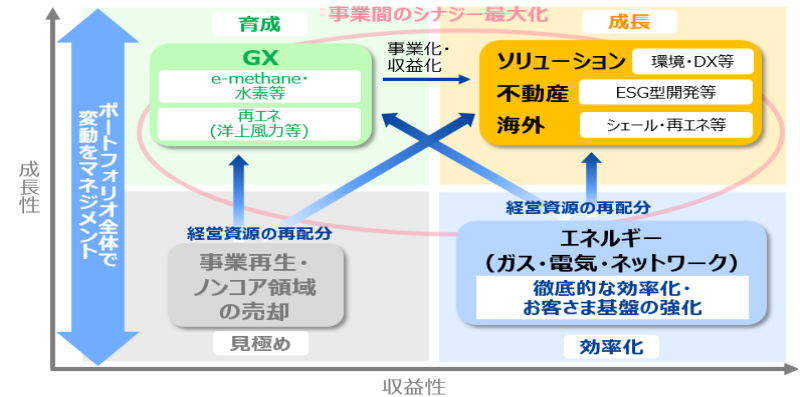 事業間のシナジー最大化
育成
成長
GX
e-methane・
水素等
再エネ
(洋上風力等)
事業化・
収益化
ソリューション
環境・DX等
不動産
ESG型開発等
海外
シェール・再エネ等
ポートフォリオ全体で
変動をマネジメント
成長性
経営資源の再配分
経営資源の再配分
事業再生・
ノンコア領域
の売却
見極め
エネルギー
(ガス・電気・ネットワーク)
徹底的な効率化・
お客さま基盤の強化
効率化
収益性